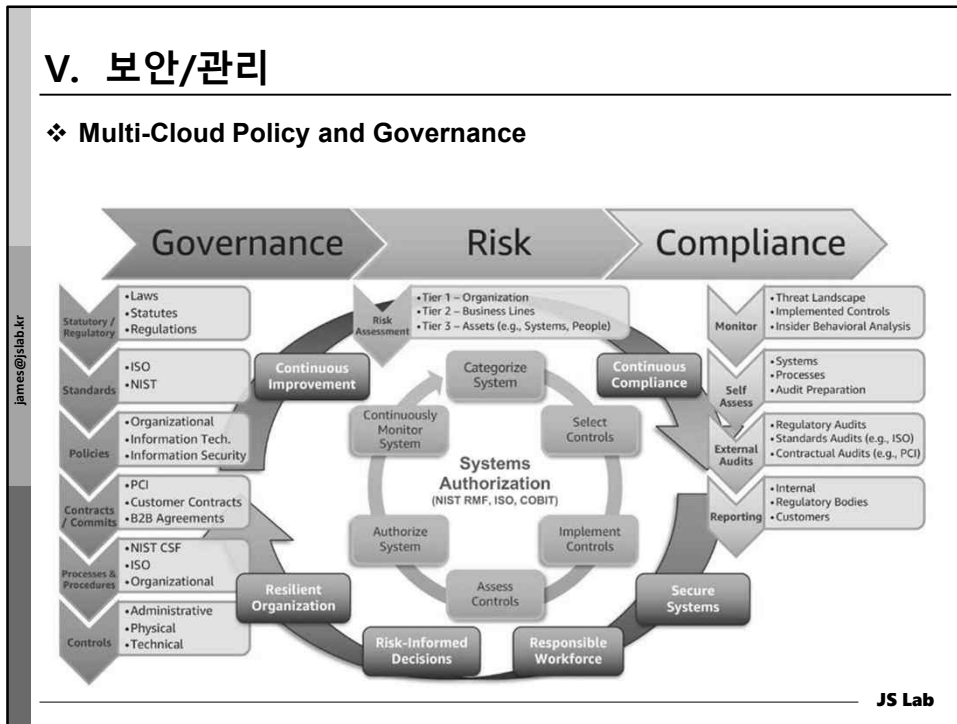 V. 보안/관리
❖ Multi-Cloud Policy and Governance
james@jslab.kr
Governance
Risk
Compliance
Statutory /
Regulatory
•Laws
•Statutes
•Regulations
Standards
•ISO
•NIST
Policies
•Organizational
•Information Tech.
•Information Security
Contracts
/ Commits
•PCI
•Customer Contracts
•B2B Agreements
Processes &
Procedures
•NIST CSF
•ISO
•Organizational
Controls
•Administrative
•Physical
•Technical
Risk
Assessment
•Tier 1 – Organization
•Tier 2 – Business Lines
•Tier 3 – Assets (e.g., Systems, People)
Continuous
Improvement
Continuous
Compliance
Categorize
System
Select
Controls
Implement
Controls
Assess
Controls
Authorize
System
Continuously
Monitor
System
Systems
Authorization
(NIST RMF, ISO, COBIT)
Resilient
Organization
Risk-Informed
Decisions
Responsible
Workforce
Secure
Systems
Monitor
•Threat Landscape
•Implemented Controls
•Insider Behavioral Analysis
Self
Assess
•Systems
•Processes
•Audit Preparation
External
Audits
•Regulatory Audits
•Standards Audits (e.g., ISO)
•Contractual Audits (e.g., PCI)
Reporting
•Internal
•Regulatory Bodies
•Customers
JS Lab